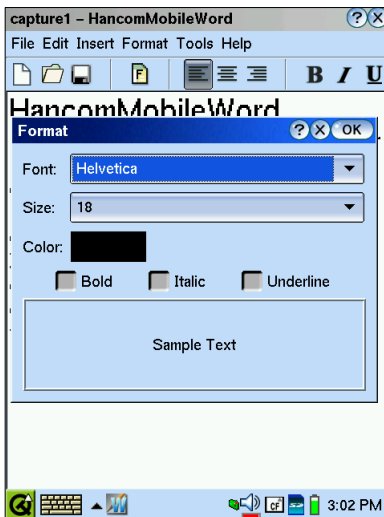 capture1 – HancomMobileWord
File Edit Insert Format Tools Help
F B I U
HancomMobileWord
Format ? X OK
Font: Helvetica
Size: 18
Color:
Bold Italic Underline
Sample Text
CF 3:02 PM